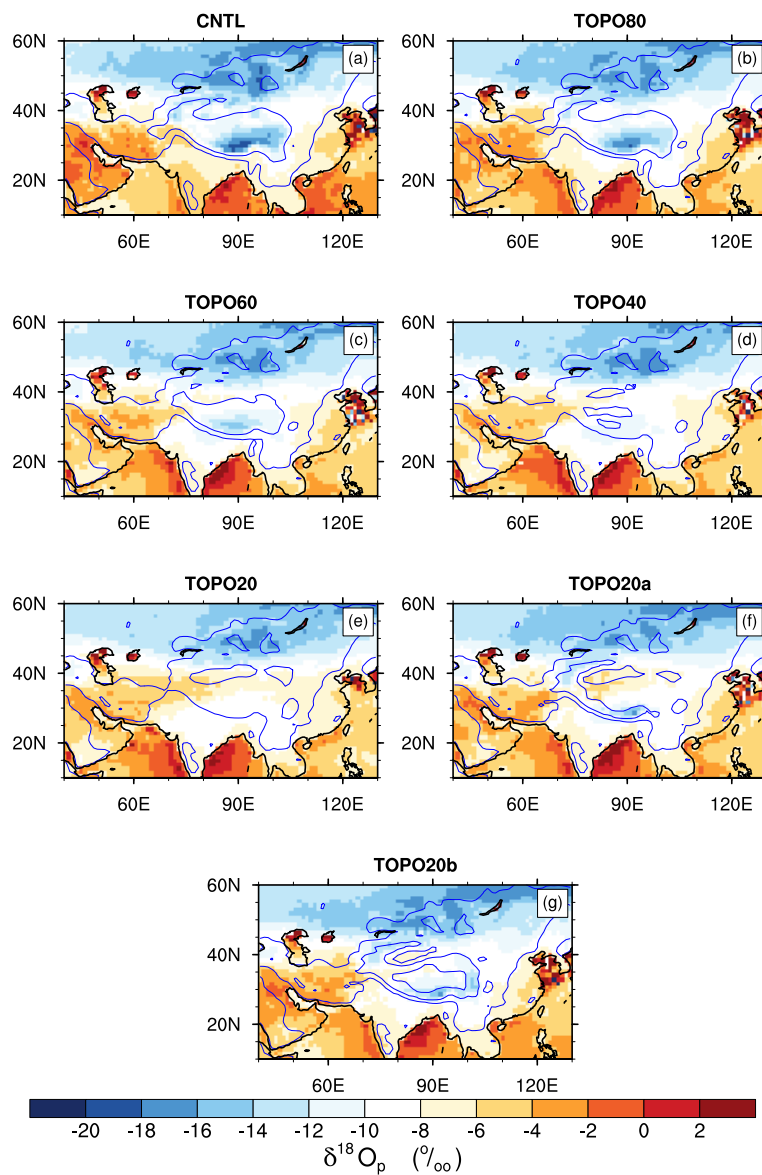 CNTL
TOPO80
60N
(a)
60N
(b)
40N
40N
20N
20N
60E 90E 120E
60E 90E 120E
TOPO60
TOPO40
60N
(c)
60N
(d)
40N
40N
20N
20N
60E 90E 120E
60E 90E 120E
TOPO20
TOPO20a
60N
(e)
60N
(f)
40N
40N
20N
20N
60E 90E 120E
60E 90E 120E
TOPO20b
60N
(g)
40N
20N
60E 90E 120E
-20 -18 -16 -14 -12 -10 -8 -6 -4 -2 0 2
δ¹⁸Oₚ (°/ₒₒ)